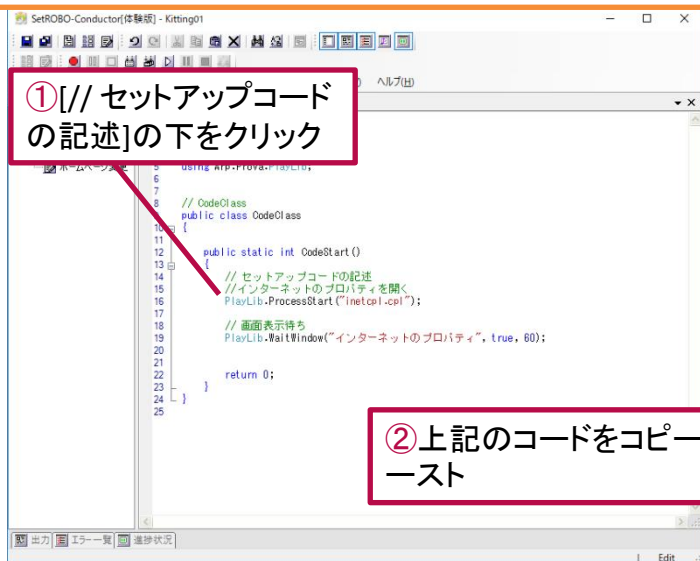 SetROBO-Conductor[体験版] - Kitting01
ヘルプ(H)
①[// セットアップコード
の記述]の下をクリック
ホームページ変更
5 using Arp.Prova.PlayLib;
6
7
8 // CodeClass
9 public class CodeClass
10 {
11
12 public static int CodeStart()
13 {
14 // セットアップコードの記述
15 //インターネットのプロパティを開く
16 PlayLib.ProcessStart("inetcpl.cpl");
17
18 // 画面表示待ち
19 PlayLib.WaitWindow("インターネットのプロパティ", true, 60);
20
21
22 return 0;
23 }
24 }
25
②上記のコードをコピー
ースト
出力 エラー一覧 進捗状況
Edit